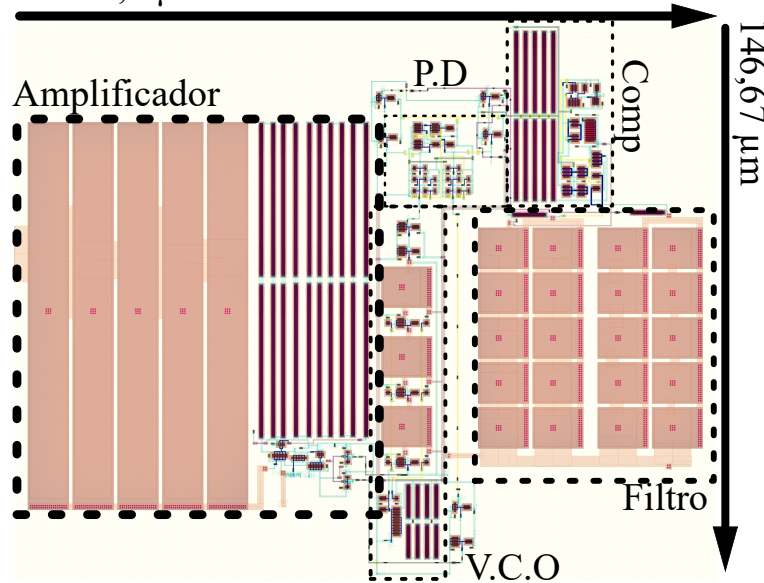 P.D
Comp
146,67 μm
Amplificador
Filtro
V.C.O